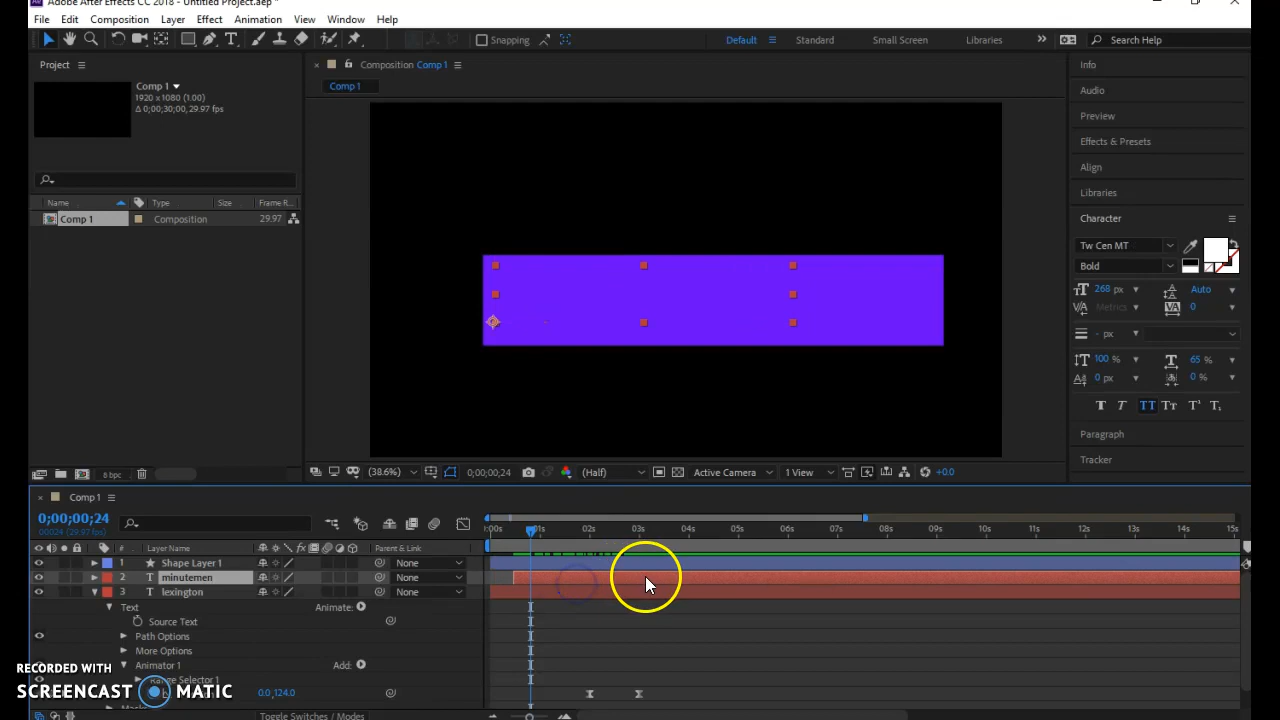 Adobe After Effects CC 2018 - Untitled Project.aep *
File Edit Composition Layer Effect Animation View Window Help
Snapping Default Standard Small Screen Libraries Search Help
Project Composition Comp 1 Info
Comp 1 Comp 1
1920 x 1080 (1.00)
Δ 0;00;30;00, 29.97 fps
Audio
Preview
Effects & Presets
Align
Libraries
Name Type Size Frame R...
Comp 1 Composition 29.97
Character
Tw Cen MT
Bold
268 px Auto
Metrics 0
- px
100 % 65 %
0 px 0 %
T T TT Tt T¹ T₁
Paragraph
Tracker
8 bpc (38.6%) 0;00;00;24 (Half) Active Camera 1 View +0.0
Comp 1
0;00;00;24
00024 (29.97 fps)
:00s 01s 02s 03s 04s 05s 06s 07s 08s 09s 10s 11s 12s 13s 14s 15s
# Layer Name Parent & Link
1 Shape Layer 1 None
2 T minutemen None
3 T lexington None
Text Animate:
Source Text
Path Options
More Options
Animator 1 Add:
Range Selector 1
0.0,124.0
Toggle Switches / Modes
RECORDED WITH
SCREENCAST MATIC